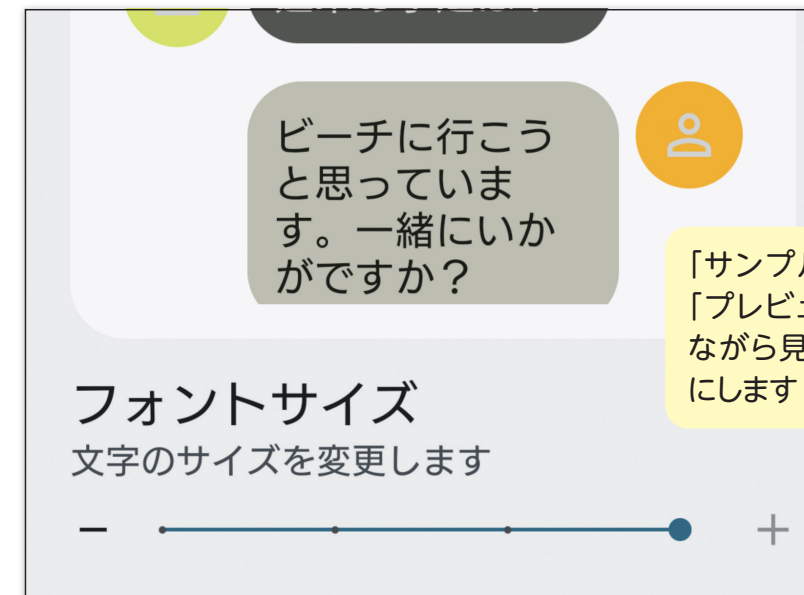 ビーチに行こう
と思っていま
す。一緒にいか
がですか？
「サンプル
「プレビュ
ながら見
にします
フォントサイズ
文字のサイズを変更します